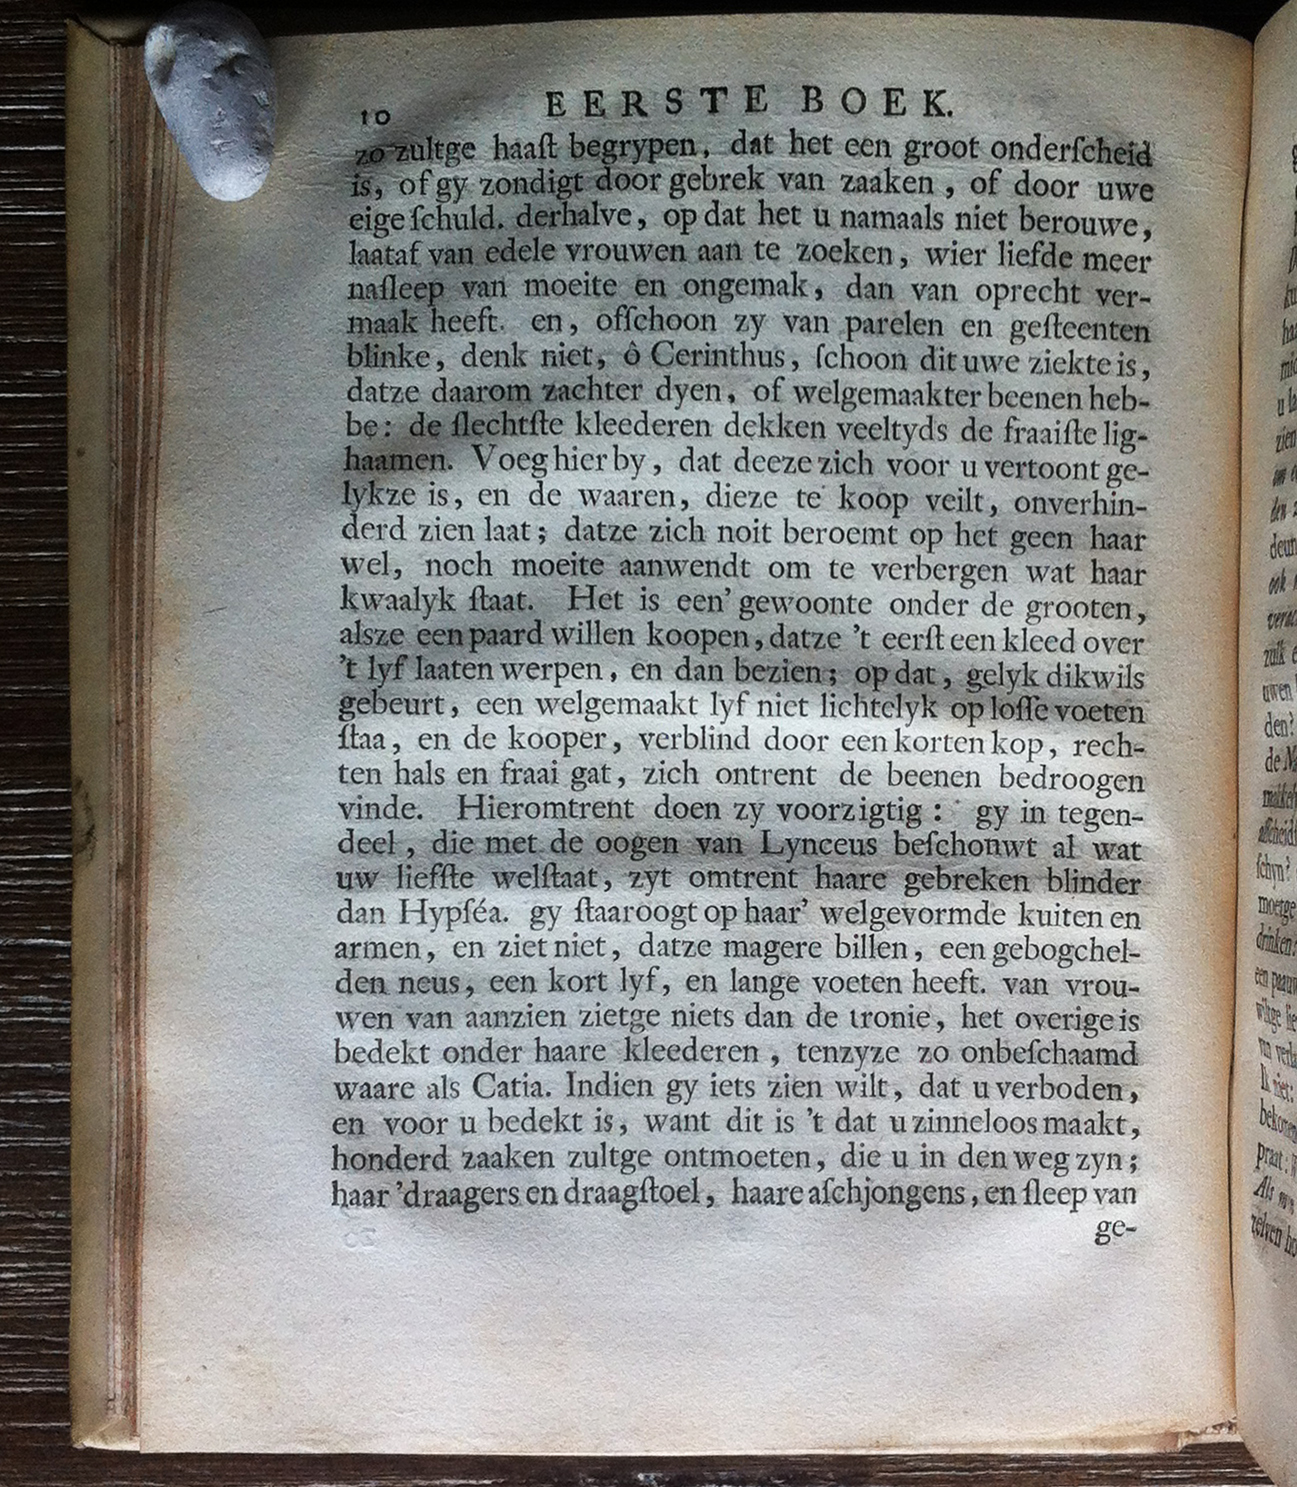 10 EERSTE BOEK.
zo zultge haaſt begrypen, dat het een groot onderſcheid
is, of gy zondigt door gebrek van zaaken, of door uwe
eige ſchuld. derhalve, op dat het u namaals niet berouwe,
laataf van edele vrouwen aan te zoeken, wier liefde meer
naſleep van moeite en ongemak, dan van oprecht ver-
maak heeft. en, offchoon zy van parelen en geſteenten
blinke, denk niet, ô Cerinthus, ſchoon dit uwe ziekte is,
datze daarom zachter dyen, of welgemaakter beenen heb-
be: de ſlechtſte kleederen dekken veeltyds de fraaiſte lig-
haamen. Voeg hier by, dat deeze zich voor u vertoont ge-
lykze is, en de waaren, dieze te koop veilt, onverhin-
derd zien laat; datze zich noit beroemt op het geen haar
wel, noch moeite aanwendt om te verbergen wat haar
kwaalyk ſtaat. Het is een' gewoonte onder de grooten,
alsze een paard willen koopen, datze 't eerſt een kleed over
't lyf laaten werpen, en dan bezien; op dat, gelyk dikwils
gebeurt, een welgemaakt lyf niet lichtelyk op loſſe voeten
ſtaa, en de kooper, verblind door een korten kop, rech-
ten hals en fraai gat, zich ontrent de beenen bedroogen
vinde. Hieromtrent doen zy voorzigtig: gy in tegen-
deel, die met de oogen van Lynceus beſchonwt al wat
uw liefſte welſtaat, zyt omtrent haare gebreken blinder
dan Hypſéa. gy ſtaaroogt op haar' welgevormde kuiten en
armen, en ziet niet, datze magere billen, een gebogchel-
den neus, een kort lyf, en lange voeten heeft. van vrou-
wen van aanzien zietge niets dan de tronie, het overige is
bedekt onder haare kleederen, tenzyze zo onbeſchaamd
waare als Catia. Indien gy iets zien wilt, dat u verboden,
en voor u bedekt is, want dit is 't dat u zinneloos maakt,
honderd zaaken zultge ontmoeten, die u in den weg zyn;
haar 'draagers en draagſtoel, haare aſchjongens, en ſleep van
ge-